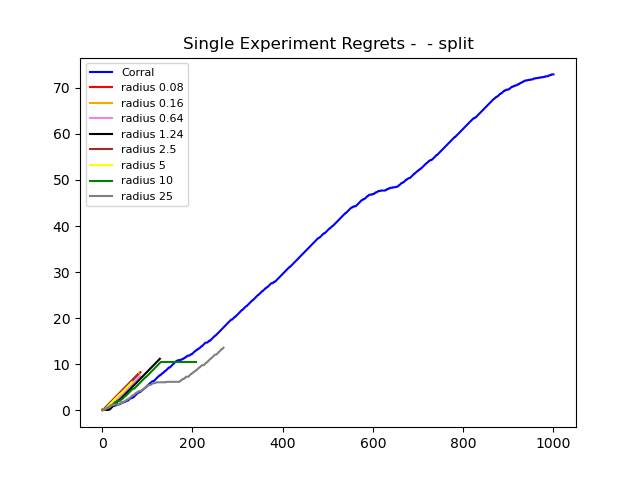 Single Experiment Regrets -  - split
Corral
radius 0.08
radius 0.16
radius 0.64
radius 1.24
radius 2.5
radius 5
radius 10
radius 25
70
60
50
40
30
20
10
0
0 200 400 600 800 1000